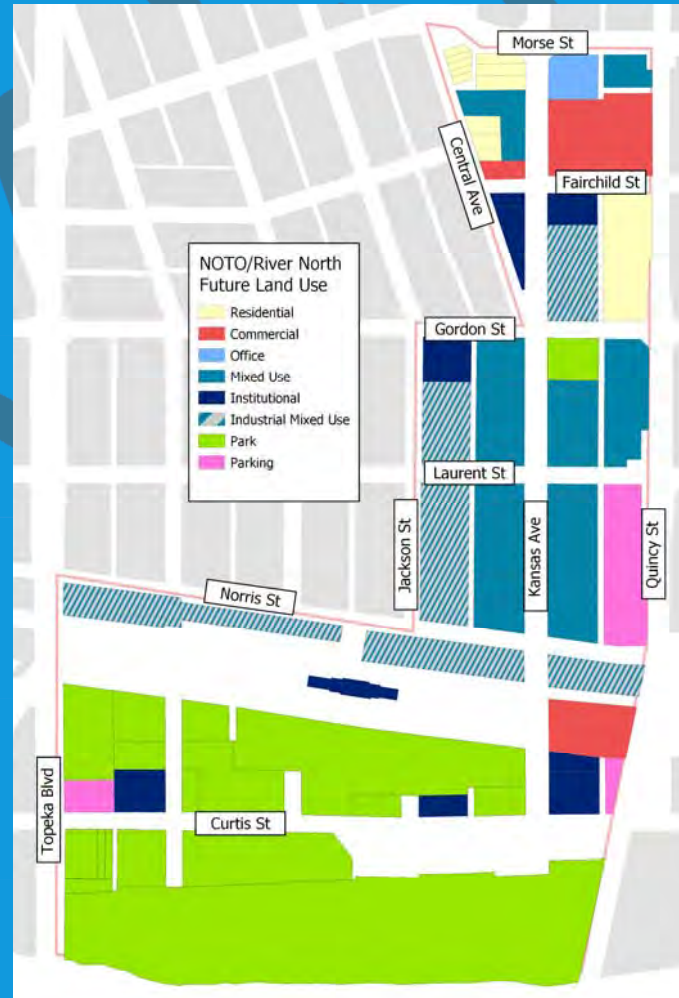 Morse St
Central Ave
Fairchild St
NOTO/River North
Future Land Use
Residential
Commercial
Office
Mixed Use
Institutional
Industrial Mixed Use
Park
Parking
Gordon St
Laurent St
Jackson St
Kansas Ave
Quincy St
Norris St
Topeka Blvd
Curtis St